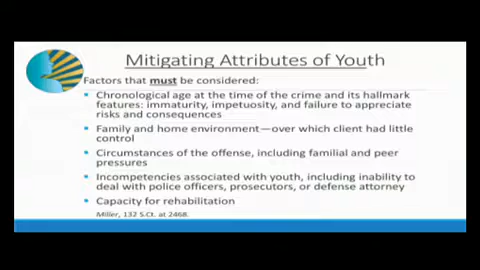 Mitigating Attributes of Youth
Factors that must be considered:
• Chronological age at the time of the crime and its hallmark
features: immaturity, impetuosity, and failure to appreciate
risks and consequences
• Family and home environment—over which client had little
control
• Circumstances of the offense, including familial and peer
pressures
• Incompetencies associated with youth, including inability to
deal with police officers, prosecutors, or defense attorney
• Capacity for rehabilitation
Miller, 132 S.Ct. at 2468.